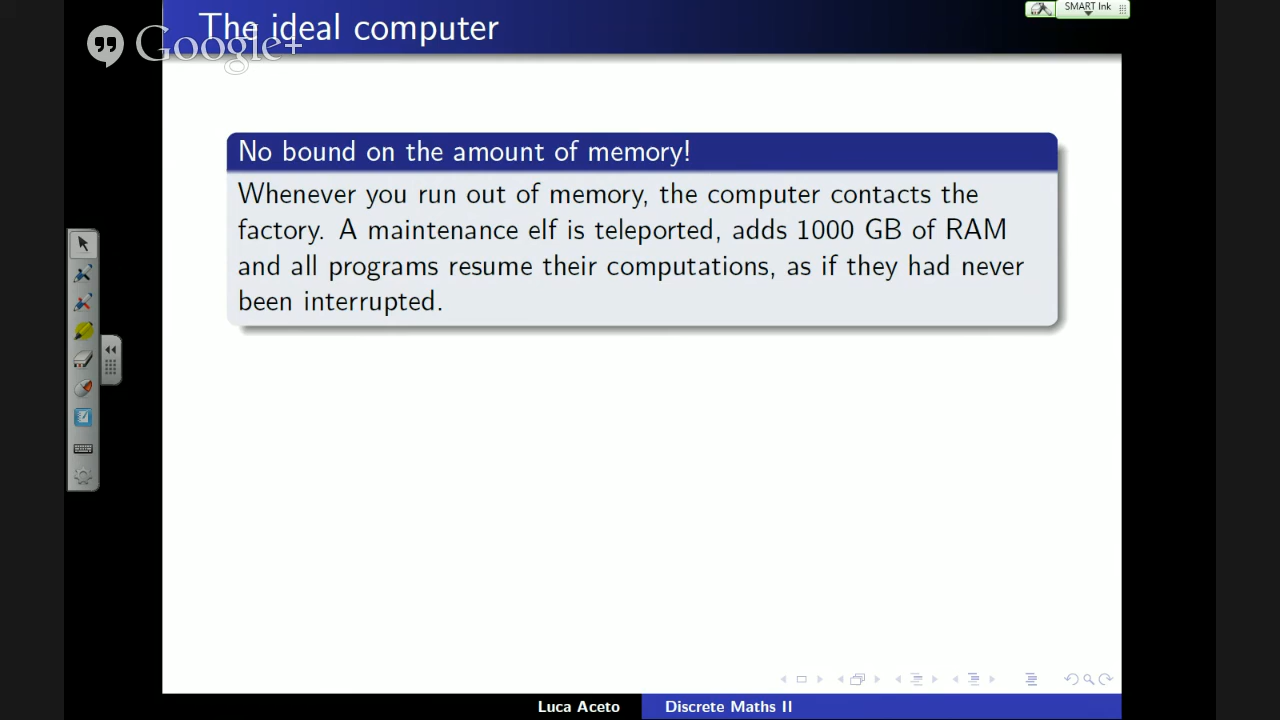 The ideal computer
SMART Ink
Google+
No bound on the amount of memory!
Whenever you run out of memory, the computer contacts the
factory. A maintenance elf is teleported, adds 1000 GB of RAM
and all programs resume their computations, as if they had never
been interrupted.
Luca Aceto
Discrete Maths II